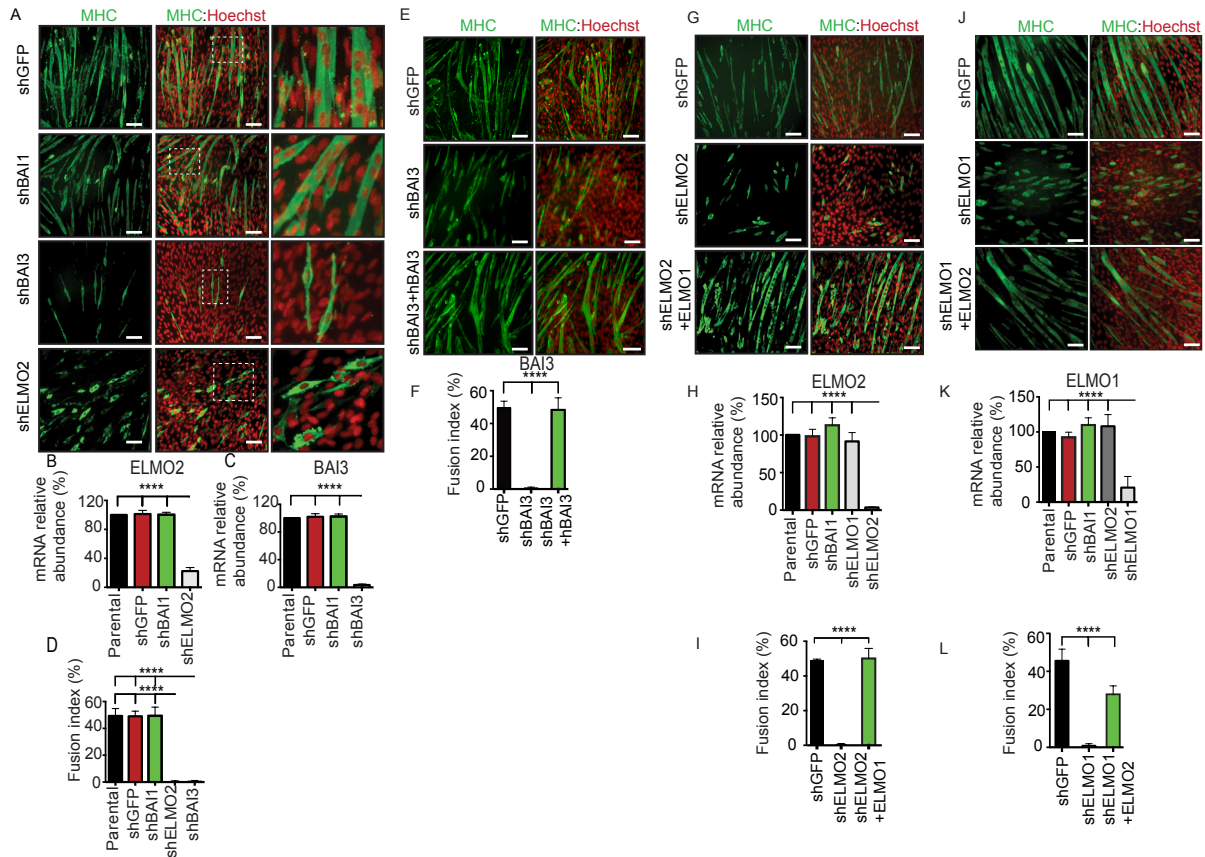 A
MHC
MHC:Hoechst
shGFP
shBAI1
shBAI3
shELMO2
B
ELMO2
mRNA relative
abundance (%)
120
80
40
0
****
Parental
shGFP
shBAI1
shELMO2
C
BAI3
mRNA relative
abundance (%)
120
80
40
0
****
Parental
shGFP
shBAI1
shBAI3
D
Fusion index (%)
60
40
20
0
****
****
Parental
shGFP
shBAI1
shELMO2
shBAI3
E
MHC
MHC:Hoechst
shGFP
shBAI3
shBAI3+hBAI3
F
BAI3
Fusion index (%)
60
40
20
0
****
shGFP
shBAI3
shBAI3
+hBAI3
G
MHC
MHC:Hoechst
shGFP
shELMO2
shELMO2
+ELMO1
H
ELMO2
mRNA relative
abundance (%)
150
100
50
0
****
Parental
shGFP
shBAI1
shELMO1
shELMO2
I
Fusion index (%)
60
40
20
0
****
shGFP
shELMO2
shELMO2
+ELMO1
J
MHC
MHC:Hoechst
shGFP
shELMO1
shELMO1
+ELMO2
K
ELMO1
mRNA relative
abundance (%)
150
100
50
0
****
Parental
shGFP
shBAI1
shELMO2
shELMO1
L
Fusion index (%)
60
40
20
0
****
shGFP
shELMO1
shELMO1
+ELMO2